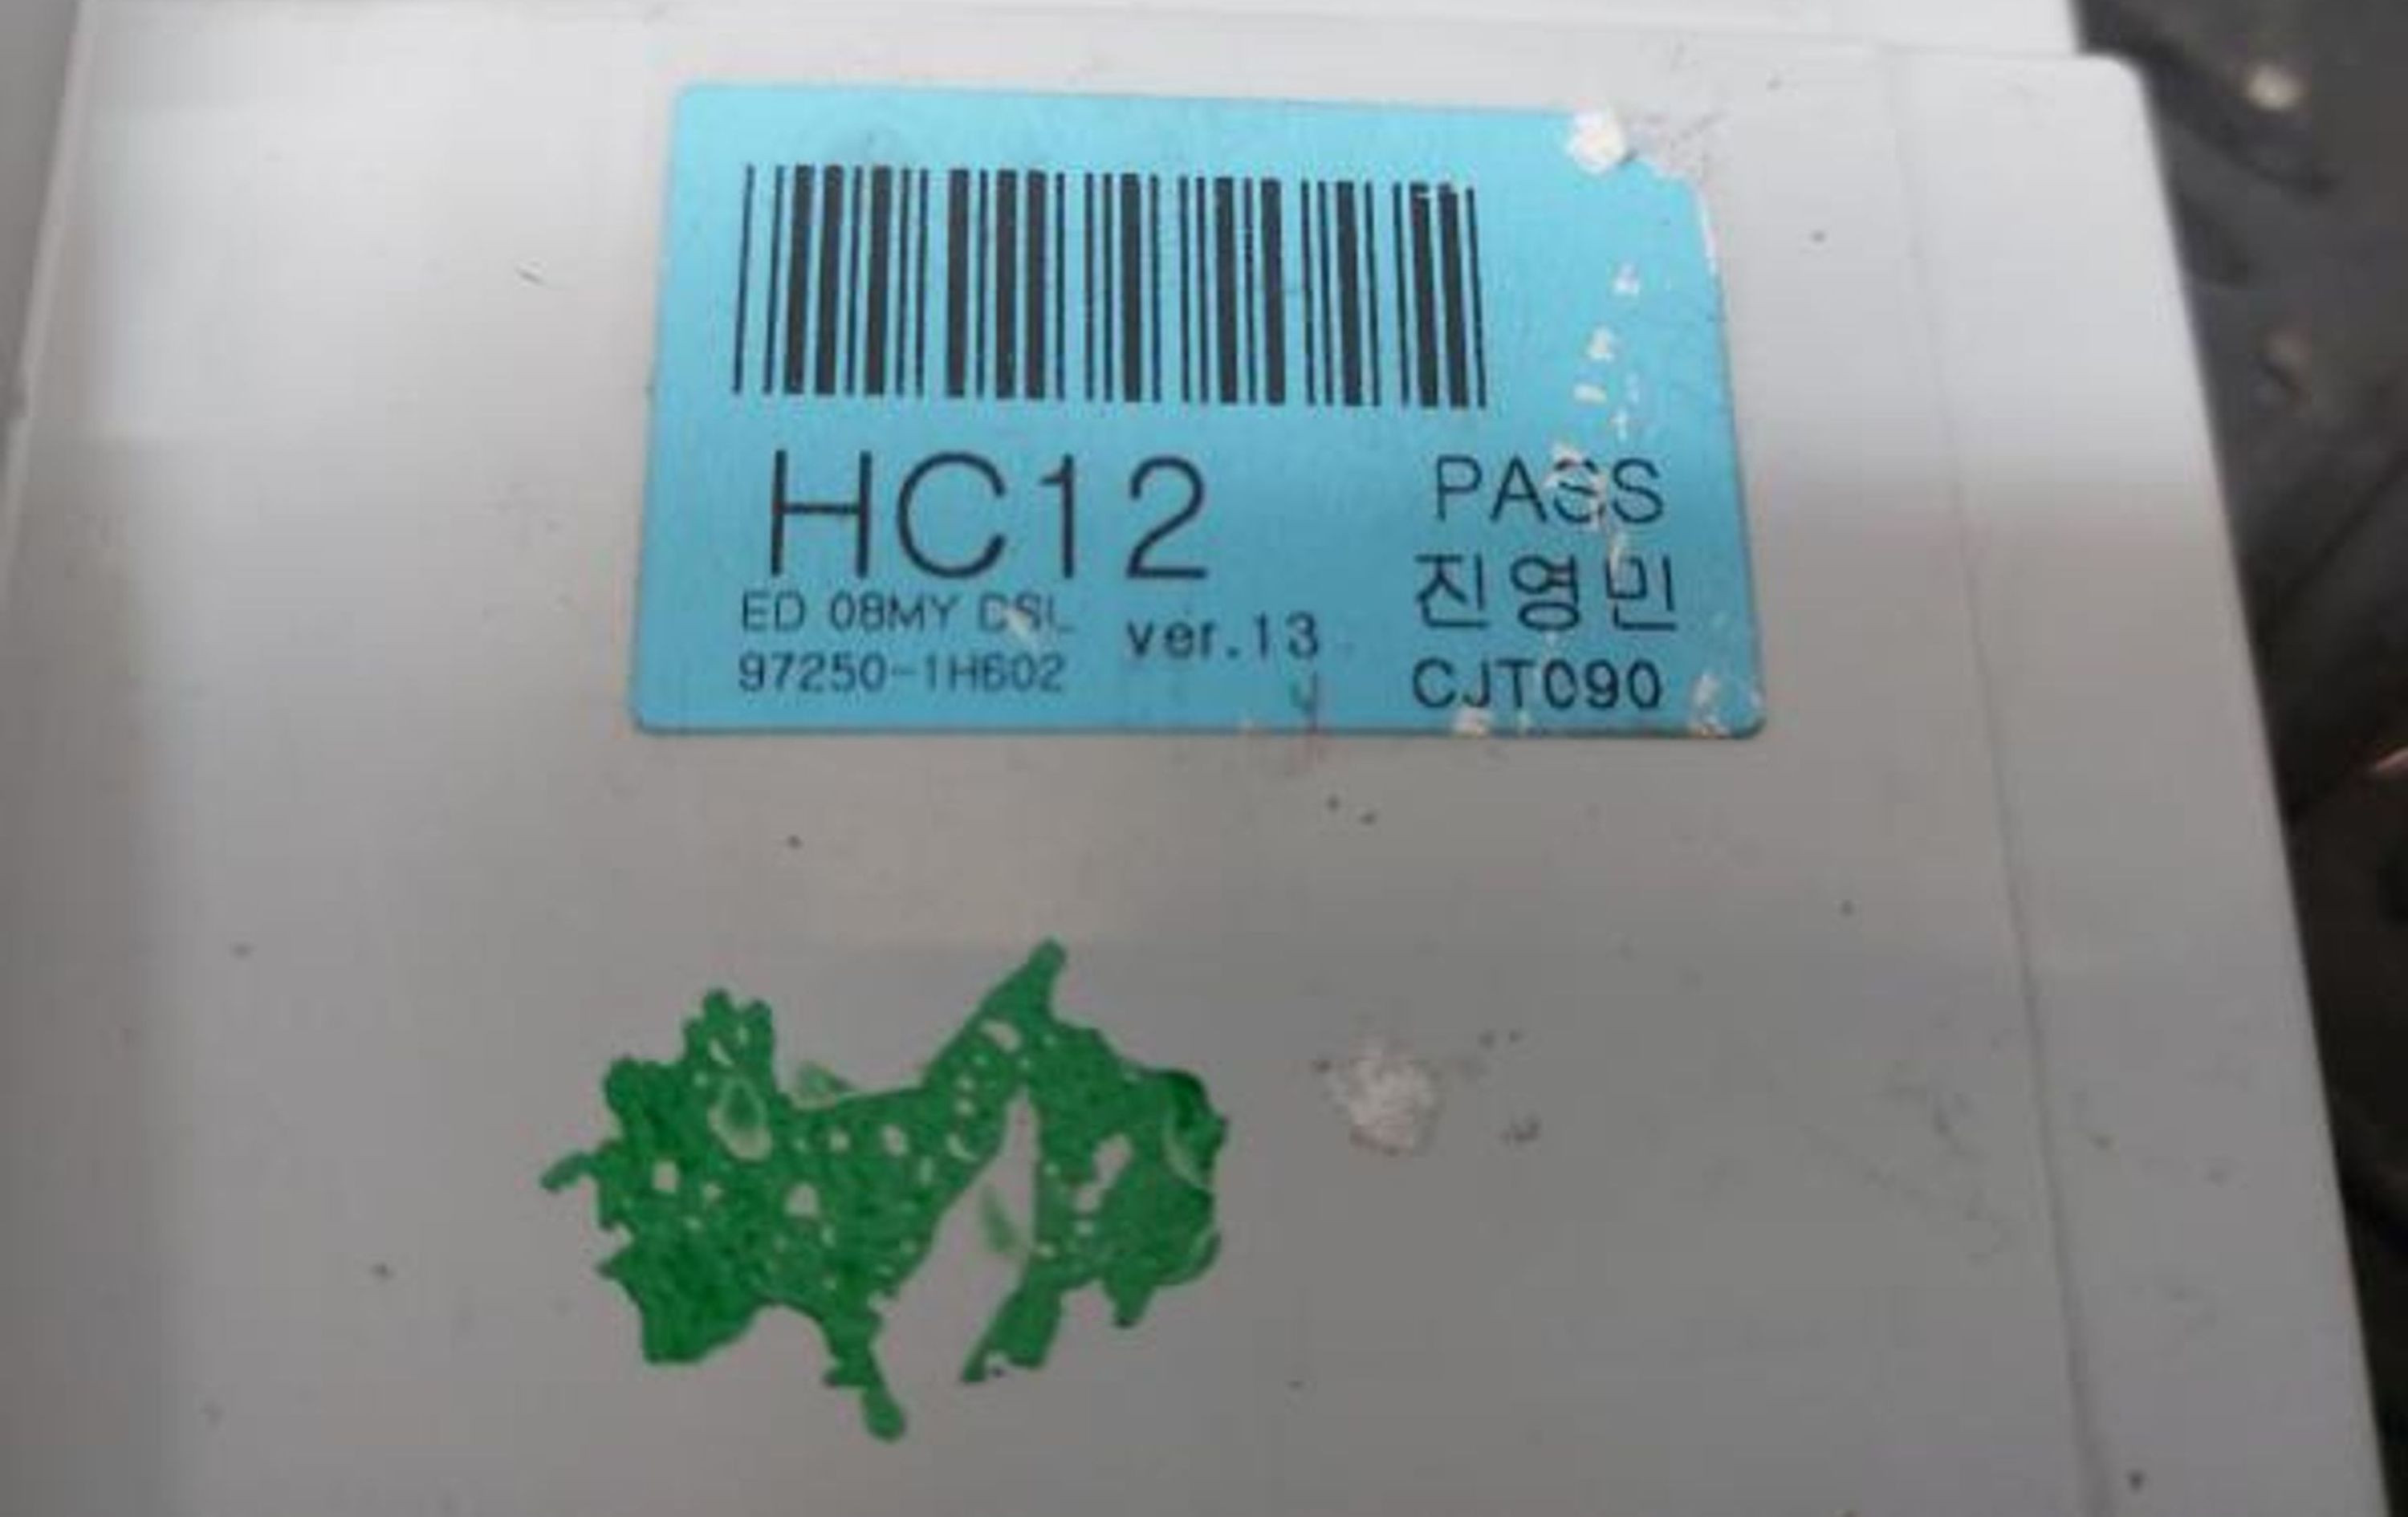 HC12
ED 08MY DSL
97250-1H602
ver.13
PASS
진영민
CJT090